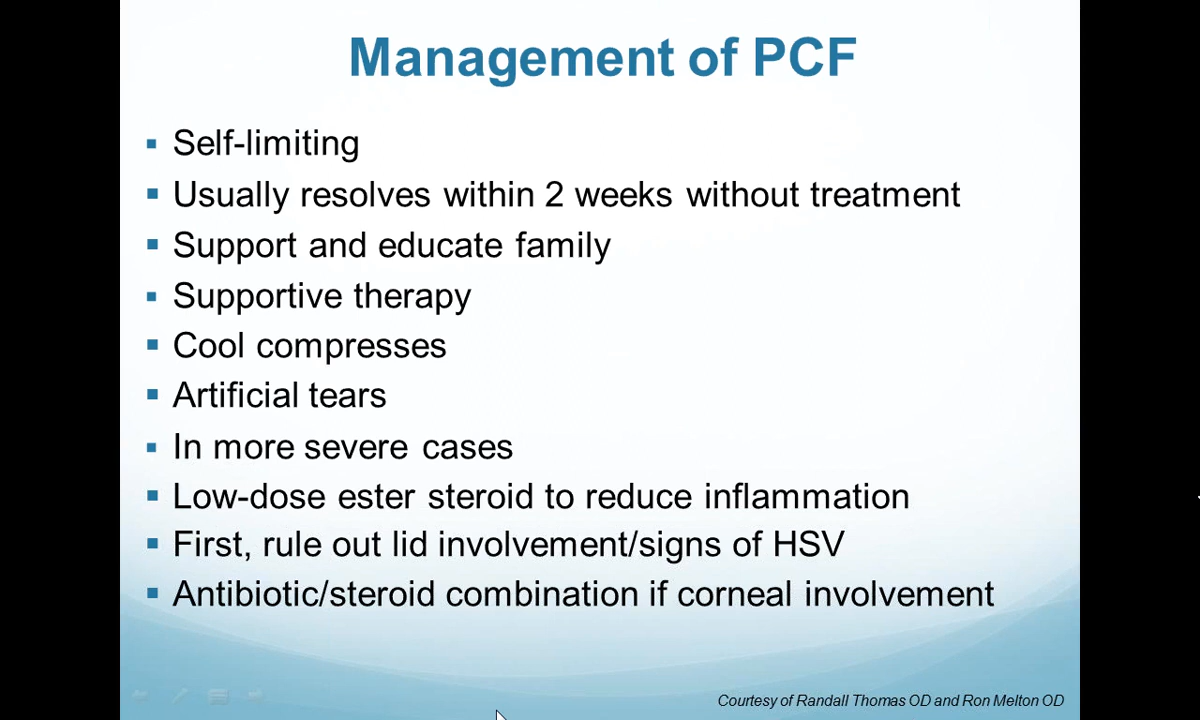 Management of PCF
Self-limiting
Usually resolves within 2 weeks without treatment
Support and educate family
Supportive therapy
Cool compresses
Artificial tears
In more severe cases
Low-dose ester steroid to reduce inflammation
First, rule out lid involvement/signs of HSV
Antibiotic/steroid combination if corneal involvement
Courtesy of Randall Thomas OD and Ron Melton OD